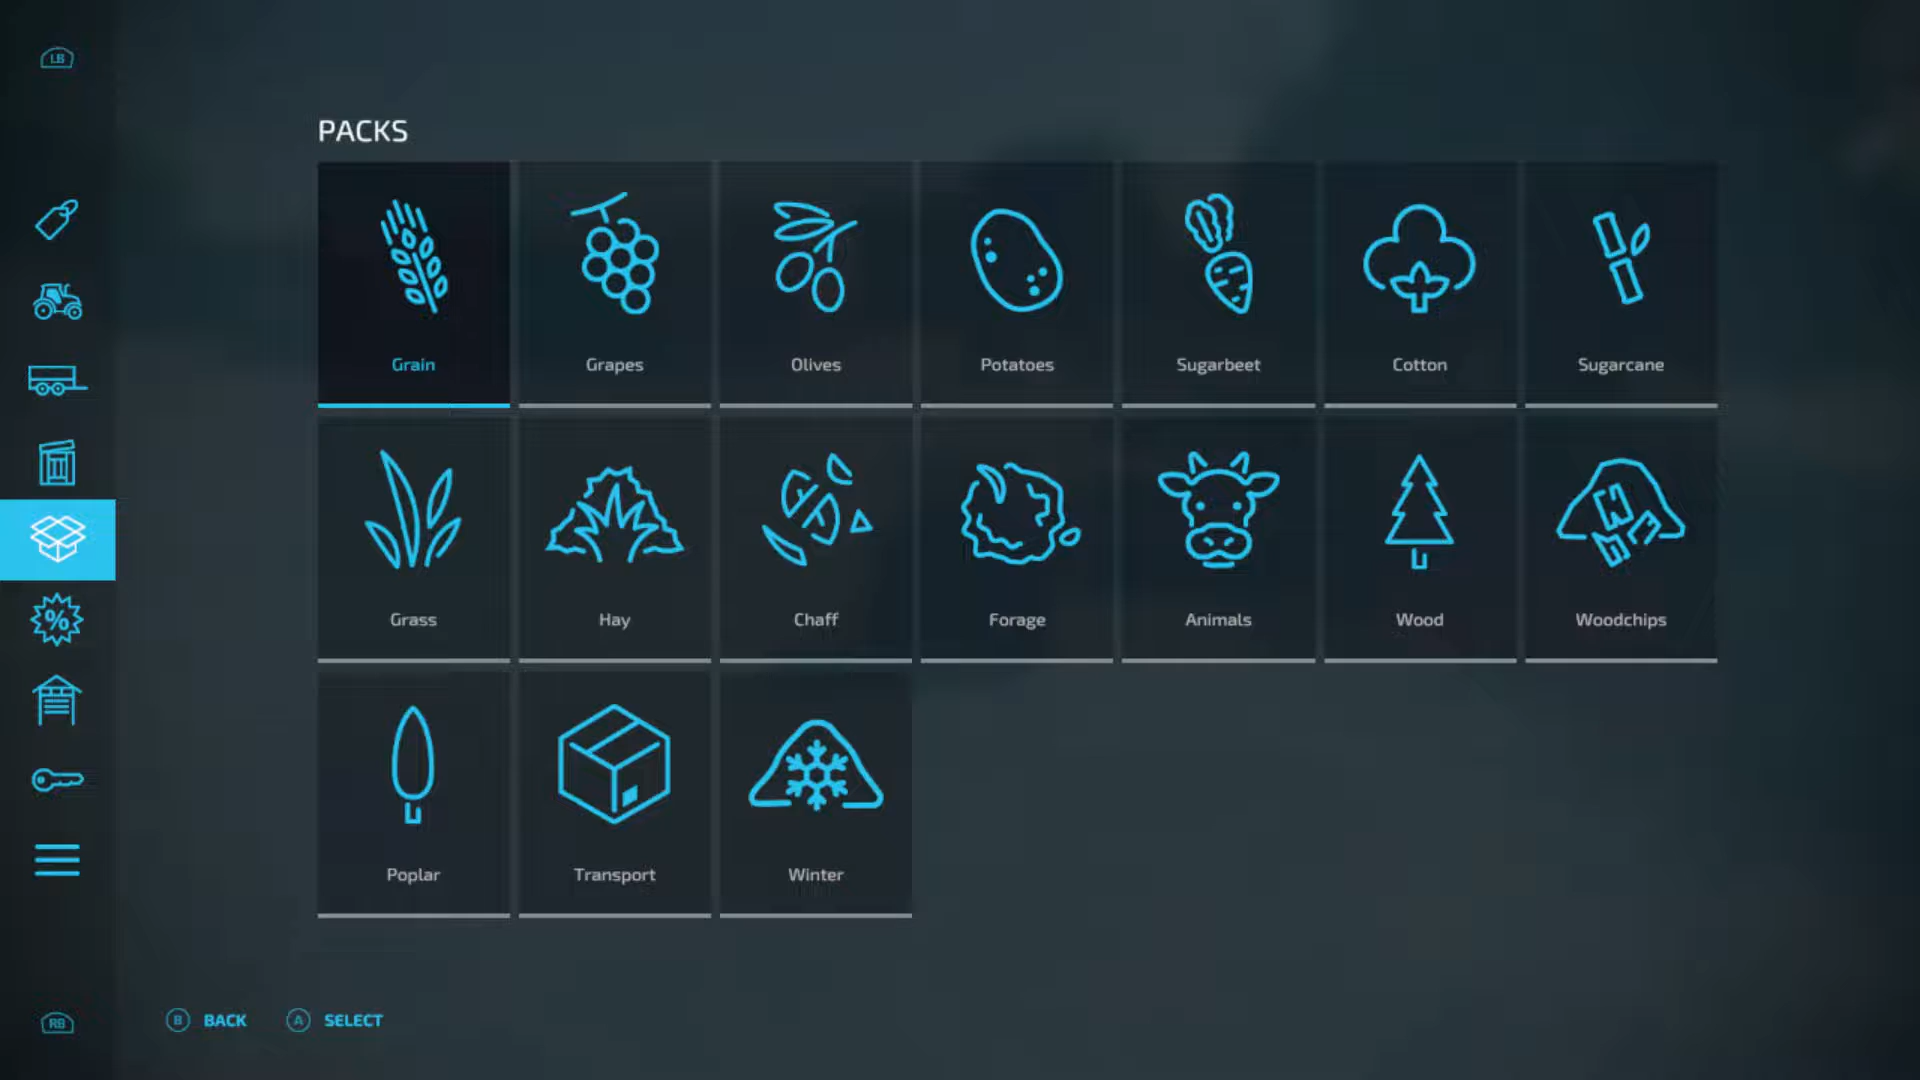 LB
PACKS
Grain Grapes Olives Potatoes Sugarbeet Cotton Sugarcane
Grass Hay Chaff Forage Animals Wood Woodchips
%
Poplar Transport Winter
RB
B BACK A SELECT